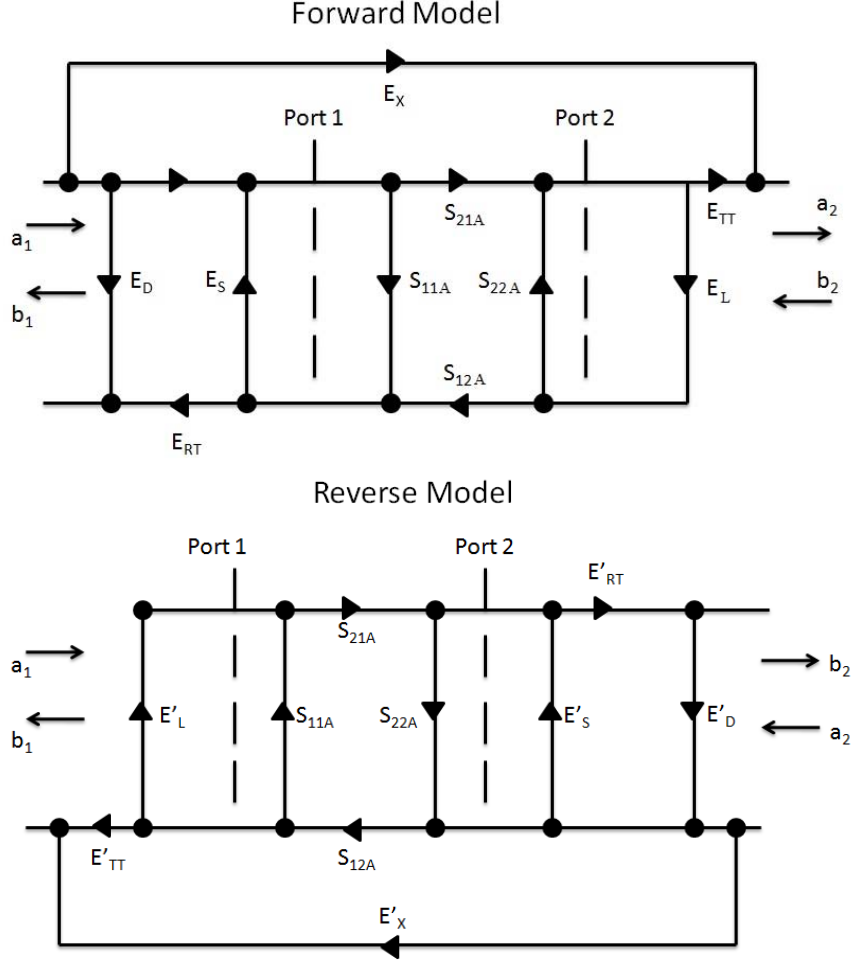 Forward Model
E_X
Port 1 Port 2
S_21A E_TT a_2
a_1
E_D E_S S_11A S_22A E_L b_2
b_1
S_12A
E_RT
Reverse Model
Port 1 Port 2 E'_RT
S_21A
a_1 b_2
E'_L S_11A S_22A E'_S E'_D
b_1 a_2
E'_TT S_12A
E'_X